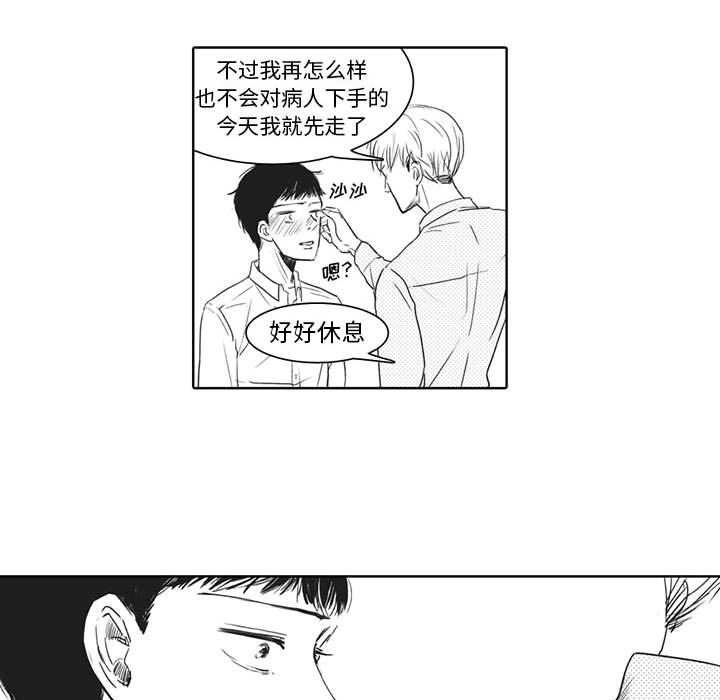 不过我再怎么样
也不会对病人下手的
今天我就先走了
沙沙
嗯？
好好休息